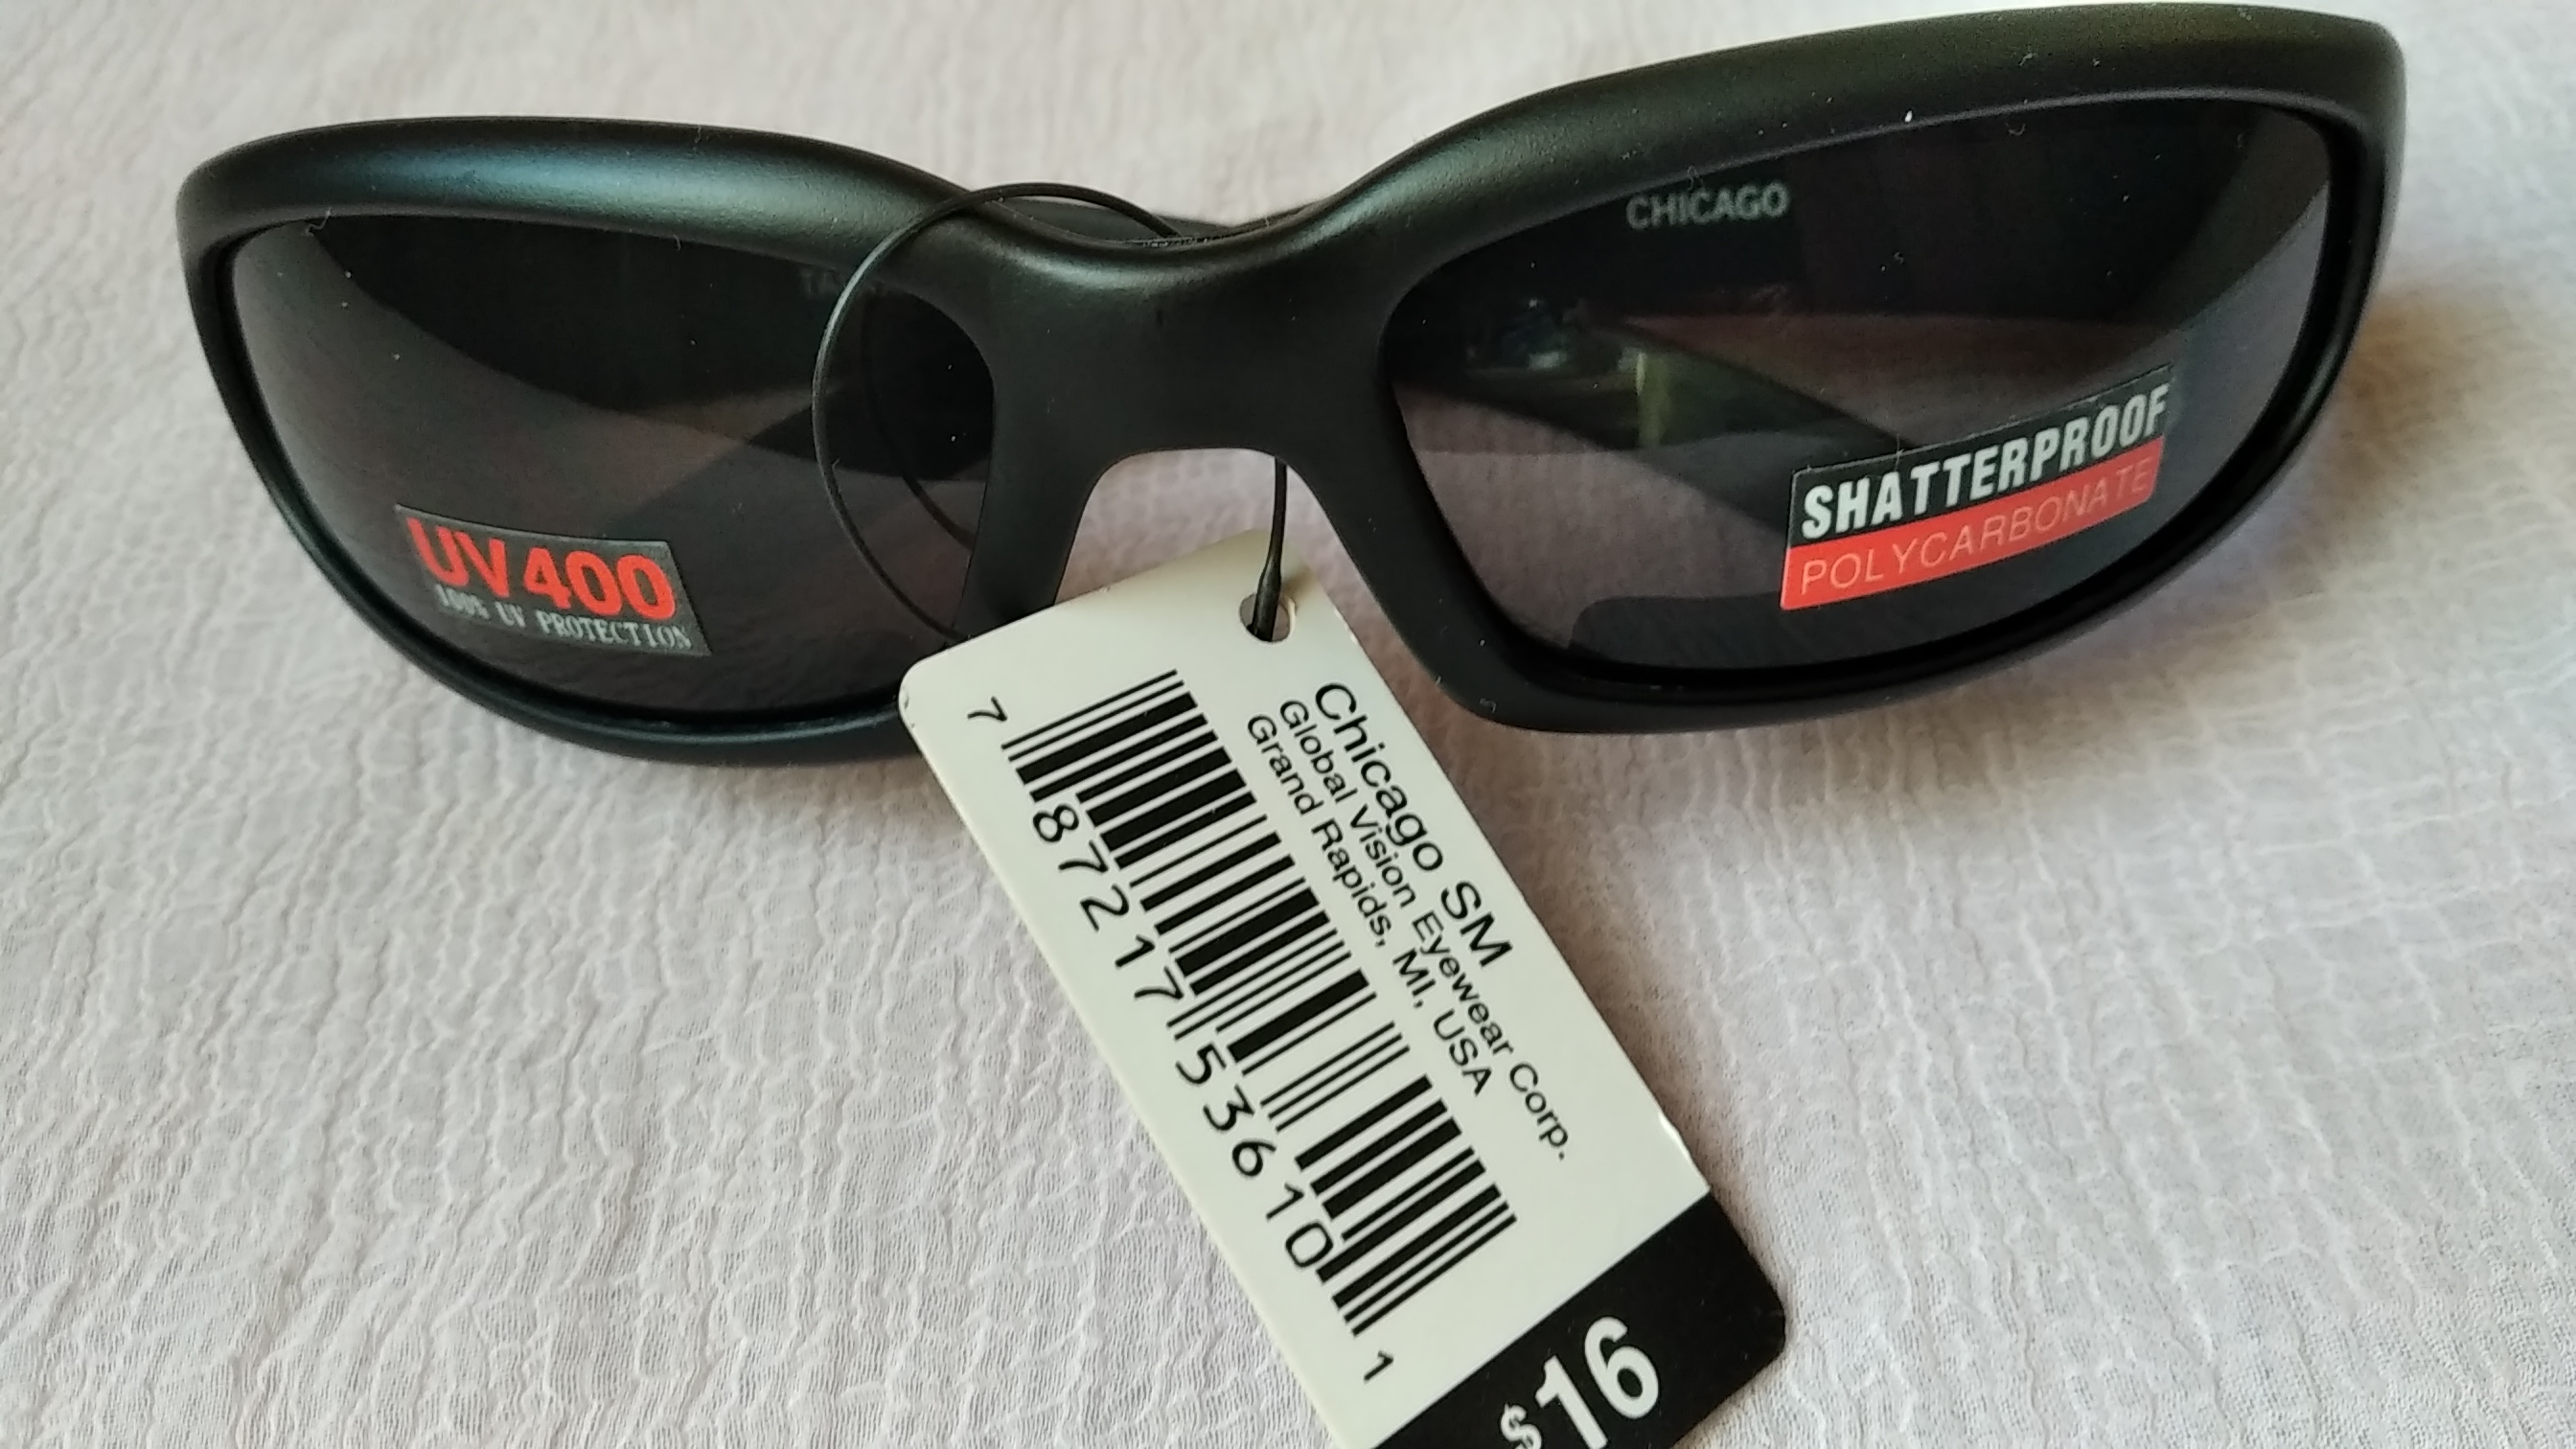 CHICAGO
UV400
100% UV PROTECTION
SHATTERPROOF
POLYCARBONATE
Chicago SM
Global Vision Eyewear Corp.
Grand Rapids, MI, USA
7 87217 53610 1
$16